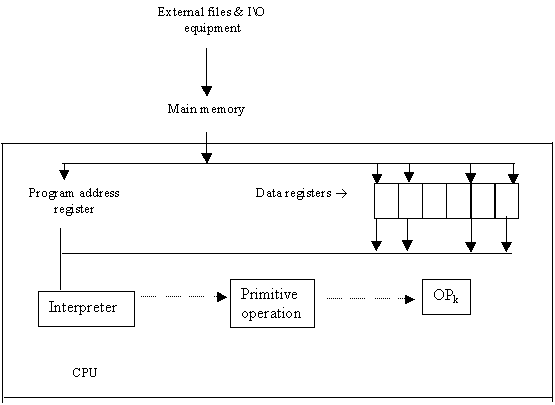 External files & I\O
equipment
Main memory
Program address
register
Data registers →
Interpreter
Primitive
operation
OPk
CPU